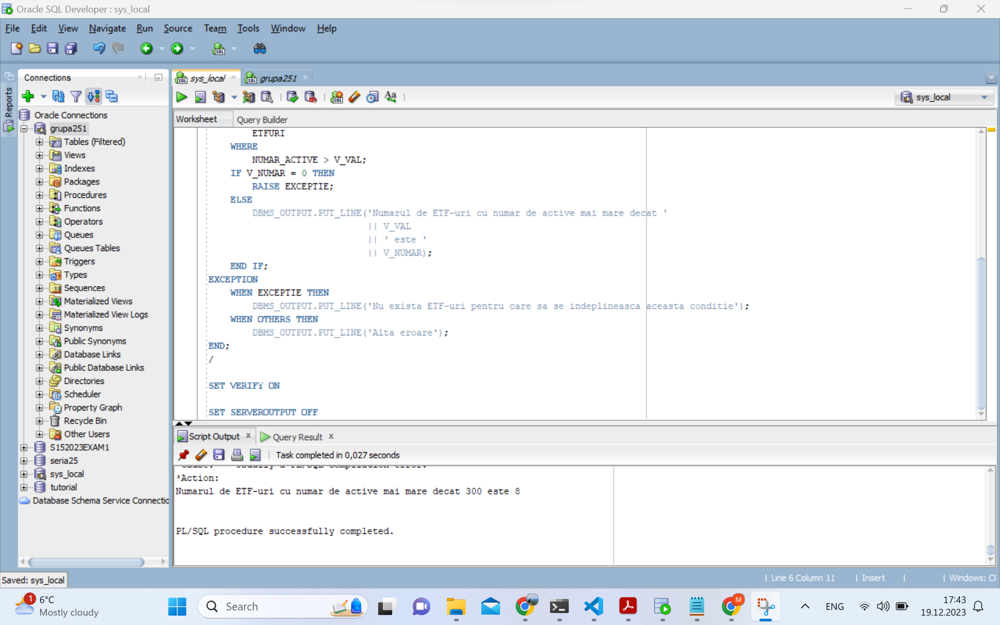 Oracle SQL Developer : sys_local
File Edit View Navigate Run Source Team Tools Window Help
Reports
Connections
Oracle Connections
grupa251
Tables (Filtered)
Views
Indexes
Packages
Procedures
Functions
Operators
Queues
Queues Tables
Triggers
Types
Sequences
Materialized Views
Materialized View Logs
Synonyms
Public Synonyms
Database Links
Public Database Links
Directories
Scheduler
Property Graph
Recycle Bin
Other Users
S152023EXAM1
seria25
sys_local
tutorial
Database Schema Service Connectio
sys_local grupa251
sys_local
Worksheet Query Builder
ETFURI
WHERE
NUMAR_ACTIVE > V_VAL;
IF V_NUMAR = 0 THEN
RAISE EXCEPTIE;
ELSE
DBMS_OUTPUT.PUT_LINE('Numarul de ETF-uri cu numar de active mai mare decat '
|| V_VAL
|| ' este '
|| V_NUMAR);
END IF;
EXCEPTION
WHEN EXCEPTIE THEN
DBMS_OUTPUT.PUT_LINE('Nu exista ETF-uri pentru care sa se indeplineasca aceasta conditie');
WHEN OTHERS THEN
DBMS_OUTPUT.PUT_LINE('Alta eroare');
END;
/
SET VERIFY ON
SET SERVEROUTPUT OFF
Script Output x Query Result x
Task completed in 0,027 seconds
*Action:
Numarul de ETF-uri cu numar de active mai mare decat 300 este 8
PL/SQL procedure successfully completed.
Saved: sys_local
| Line 6 Column 11 | Insert | | Windows: CR
1 6°C
Mostly cloudy
Search
M
ENG
17:43
19.12.2023